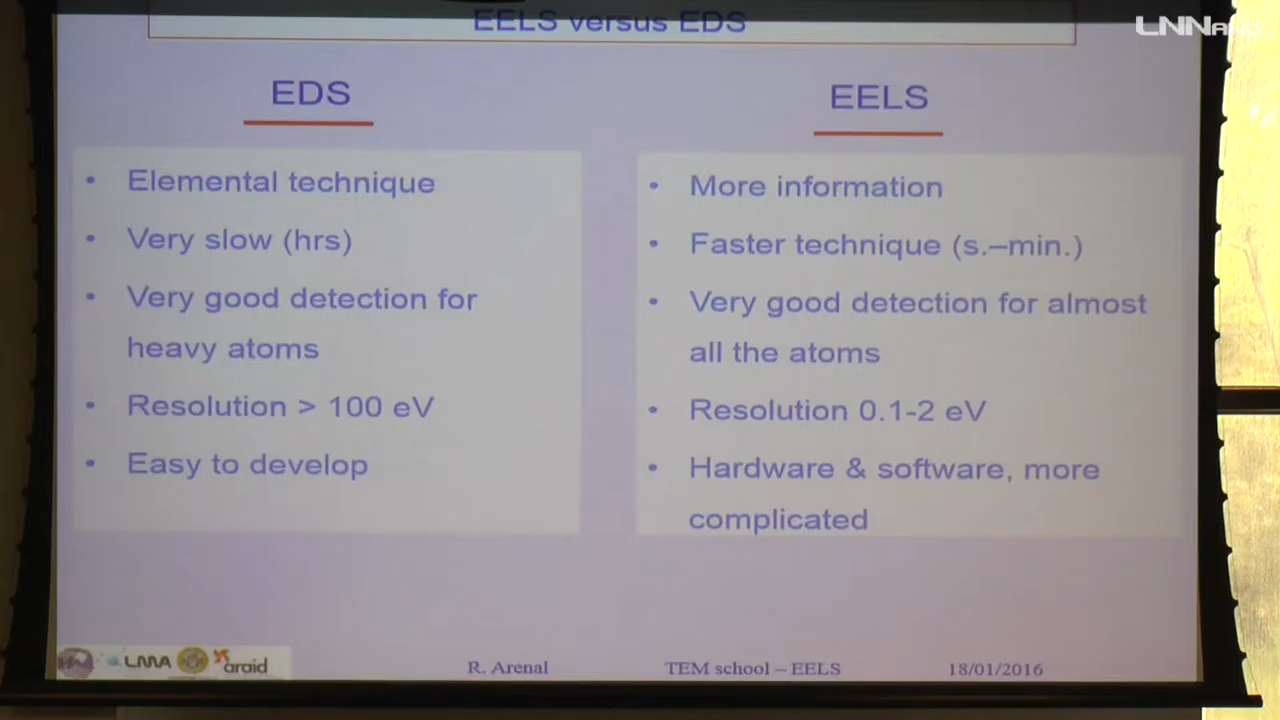 EELS versus EDS
LNNano
EDS
• Elemental technique
• Very slow (hrs)
• Very good detection for
heavy atoms
• Resolution > 100 eV
• Easy to develop
EELS
• More information
• Faster technique (s.–min.)
• Very good detection for almost
all the atoms
• Resolution 0.1-2 eV
• Hardware & software, more
complicated
LMA
araid
R. Arenal
TEM school – EELS
18/01/2016